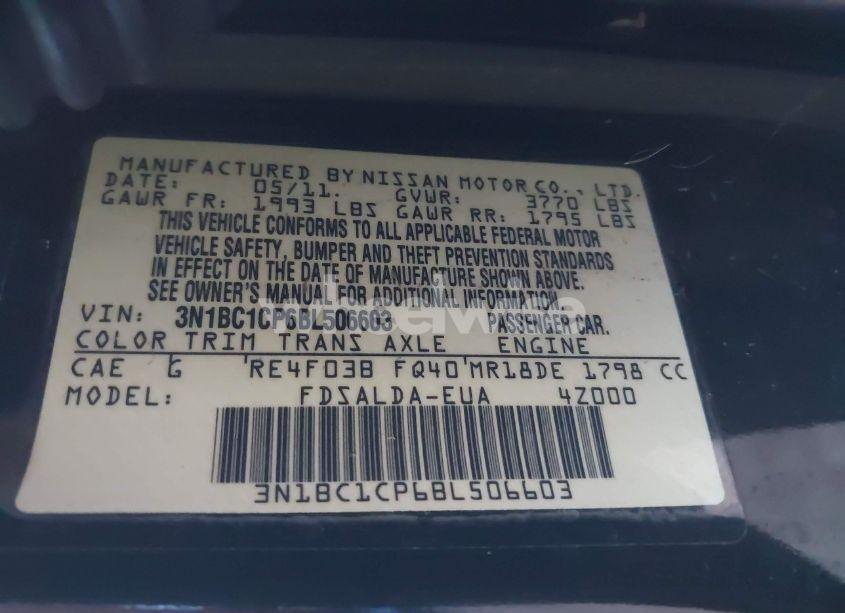 MANUFACTURED BY NISSAN MOTOR CO., LTD.
DATE: 05/11. GVWR: 3770 LBS
GAWR FR: 1993 LBS GAWR RR: 1795 LBS
THIS VEHICLE CONFORMS TO ALL APPLICABLE FEDERAL MOTOR
VEHICLE SAFETY, BUMPER AND THEFT PREVENTION STANDARDS
IN EFFECT ON THE DATE OF MANUFACTURE SHOWN ABOVE.
SEE OWNER'S MANUAL FOR ADDITIONAL INFORMATION.
VIN: 3N1BC1CP6BL506603 PASSENGER CAR.
COLOR TRIM TRANS AXLE ENGINE
CAE G RE4F03B FQ40 MR18DE 1798 CC
MODEL: FDSALDA-EUA 4Z000
3N1BC1CP6BL506603